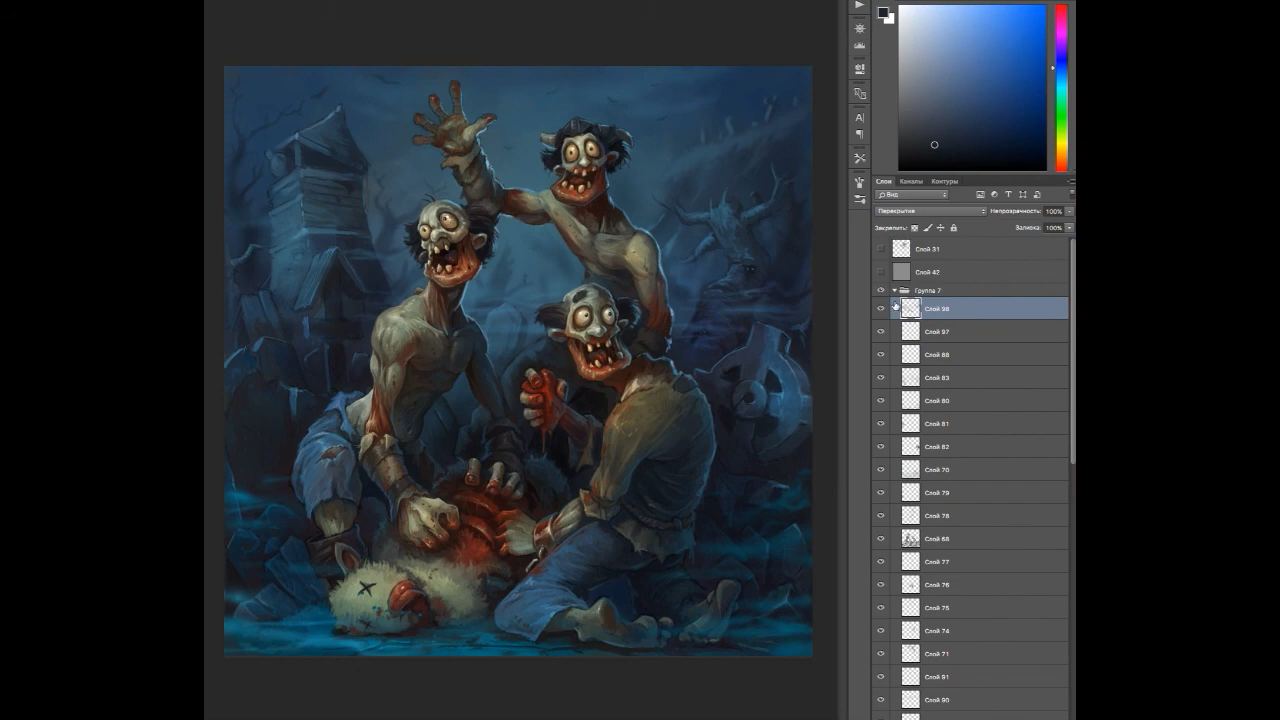 Слои Каналы Контуры
Вид
Перекрытие Непрозрачность: 100%
Закрепить: Заливка: 100%
Слой 31
Слой 42
Группа 7
Слой 98
Слой 97
Слой 88
Слой 83
Слой 80
Слой 81
Слой 82
Слой 70
Слой 79
Слой 78
Слой 68
Слой 77
Слой 76
Слой 75
Слой 74
Слой 71
Слой 91
Слой 90